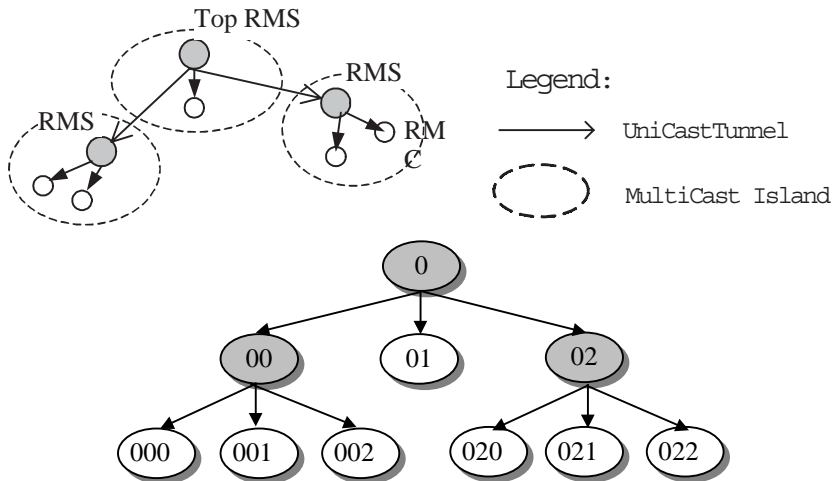 Top RMS
RMS
RMS
RM
C
Legend:
UniCastTunnel
MultiCast Island
0
00
01
02
000
001
002
020
021
022